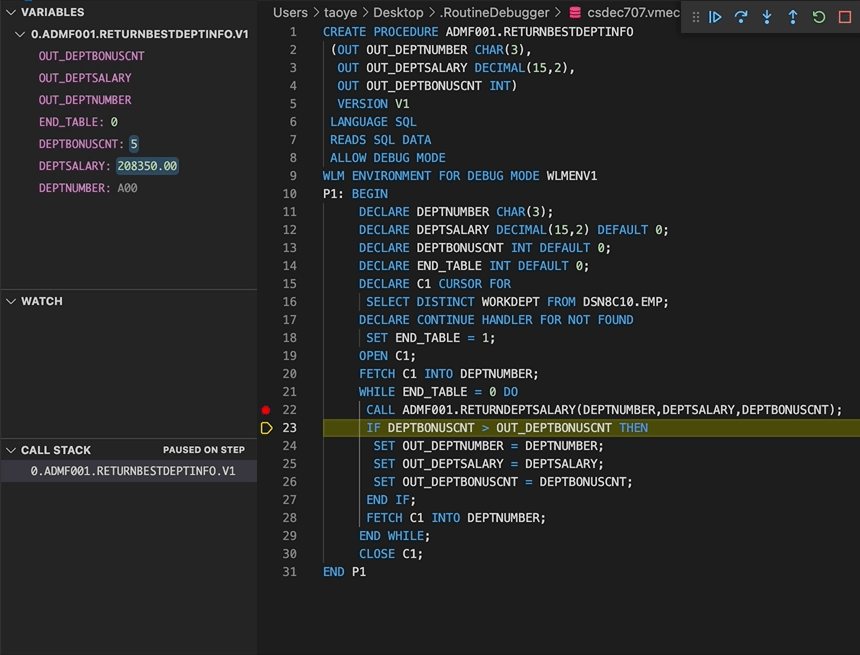 VARIABLES
0.ADMF001.RETURNBESTDEPTINFO.V1
OUT_DEPTBONUSCNT
OUT_DEPTSALARY
OUT_DEPTNUMBER
END_TABLE: 0
DEPTBONUSCNT: 5
DEPTSALARY: 208350.00
DEPTNUMBER: A00
WATCH
CALL STACK PAUSED ON STEP
0.ADMF001.RETURNBESTDEPTINFO.V1
Users > taoye > Desktop > .RoutineDebugger > csdec707.vmec
1 CREATE PROCEDURE ADMF001.RETURNBESTDEPTINFO
2 (OUT OUT_DEPTNUMBER CHAR(3),
3 OUT OUT_DEPTSALARY DECIMAL(15,2),
4 OUT OUT_DEPTBONUSCNT INT)
5 VERSION V1
6 LANGUAGE SQL
7 READS SQL DATA
8 ALLOW DEBUG MODE
9 WLM ENVIRONMENT FOR DEBUG MODE WLMENV1
10 P1: BEGIN
11 DECLARE DEPTNUMBER CHAR(3);
12 DECLARE DEPTSALARY DECIMAL(15,2) DEFAULT 0;
13 DECLARE DEPTBONUSCNT INT DEFAULT 0;
14 DECLARE END_TABLE INT DEFAULT 0;
15 DECLARE C1 CURSOR FOR
16 SELECT DISTINCT WORKDEPT FROM DSN8C10.EMP;
17 DECLARE CONTINUE HANDLER FOR NOT FOUND
18 SET END_TABLE = 1;
19 OPEN C1;
20 FETCH C1 INTO DEPTNUMBER;
21 WHILE END_TABLE = 0 DO
22 CALL ADMF001.RETURNDEPTSALARY(DEPTNUMBER,DEPTSALARY,DEPTBONUSCNT);
23 IF DEPTBONUSCNT > OUT_DEPTBONUSCNT THEN
24 SET OUT_DEPTNUMBER = DEPTNUMBER;
25 SET OUT_DEPTSALARY = DEPTSALARY;
26 SET OUT_DEPTBONUSCNT = DEPTBONUSCNT;
27 END IF;
28 FETCH C1 INTO DEPTNUMBER;
29 END WHILE;
30 CLOSE C1;
31 END P1